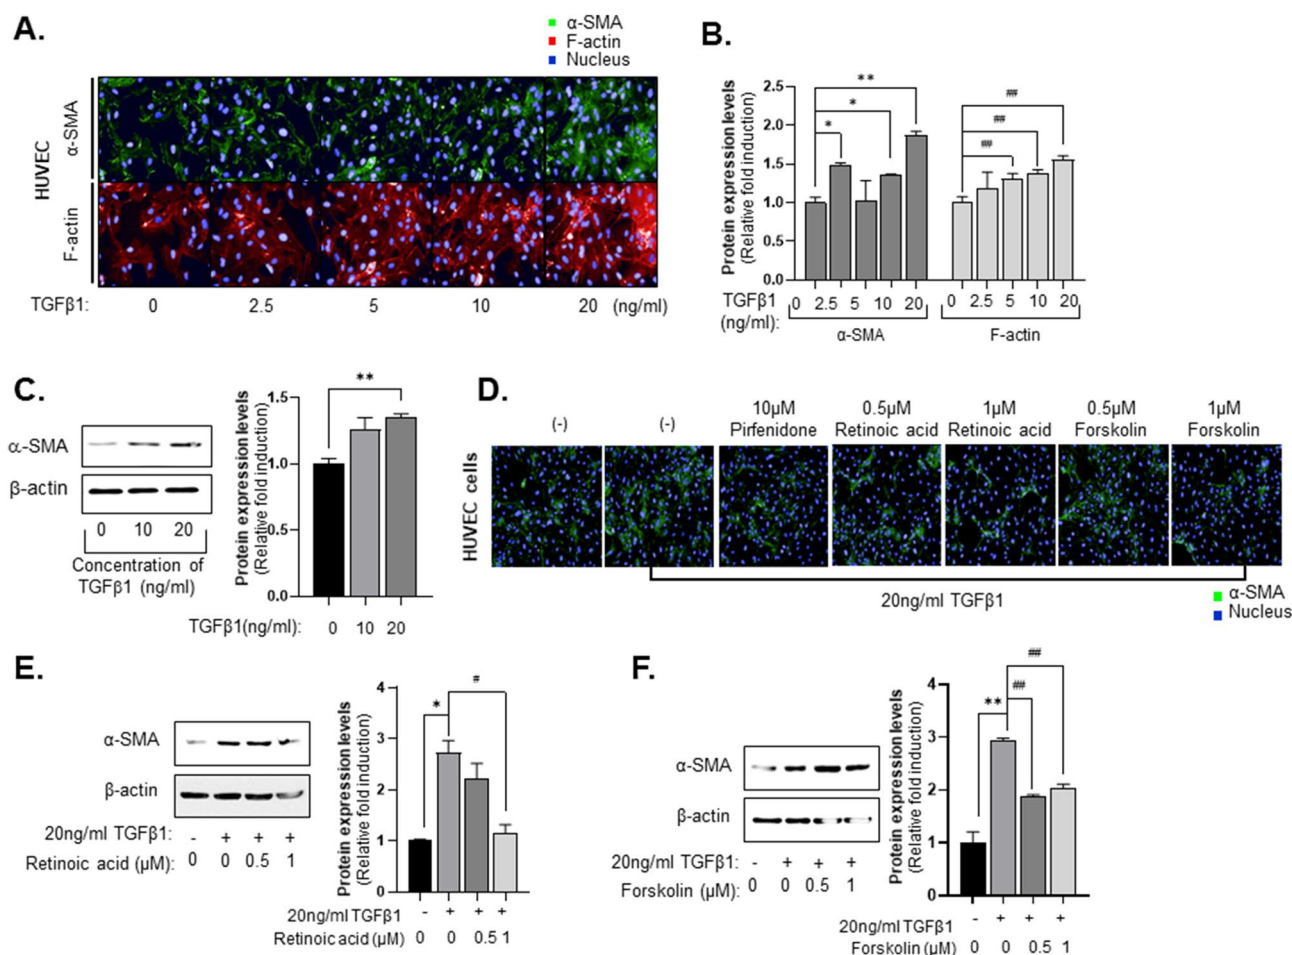 A.
α-SMA
F-actin
Nucleus
HUVEC
α-SMA
F-actin
TGFβ1: 0 2.5 5 10 20 (ng/ml)
B.
Protein expression levels
(Relative fold induction)
2.5
2.0
1.5
1.0
0.5
0.0
** * *
## ## ##
TGFβ1 0 2.5 5 10 20 0 2.5 5 10 20
(ng/ml):
α-SMA F-actin
C.
α-SMA
β-actin
0 10 20
Concentration of
TGFβ1 (ng/ml)
Protein expression levels
(Relative fold induction)
1.5
1.0
0.5
0.0
**
TGFβ1(ng/ml): 0 10 20
D.
10µM 0.5µM 1µM 0.5µM 1µM
(-) (-) Pirfenidone Retinoic acid Retinoic acid Forskolin Forskolin
HUVEC cells
20ng/ml TGFβ1
α-SMA
Nucleus
E.
α-SMA
β-actin
20ng/ml TGFβ1: - + + +
Retinoic acid (µM): 0 0 0.5 1
Protein expression levels
(Relative fold induction)
4
3
2
1
0
* #
20ng/ml TGFβ1 - + + +
Retinoic acid (µM) 0 0 0.5 1
F.
α-SMA
β-actin
20ng/ml TGFβ1: - + + +
Forskolin (µM): 0 0 0.5 1
Protein expression levels
(Relative fold induction)
4
3
2
1
0
** ## ##
- + + +
20ng/ml TGFβ1
Forskolin (µM) 0 0 0.5 1